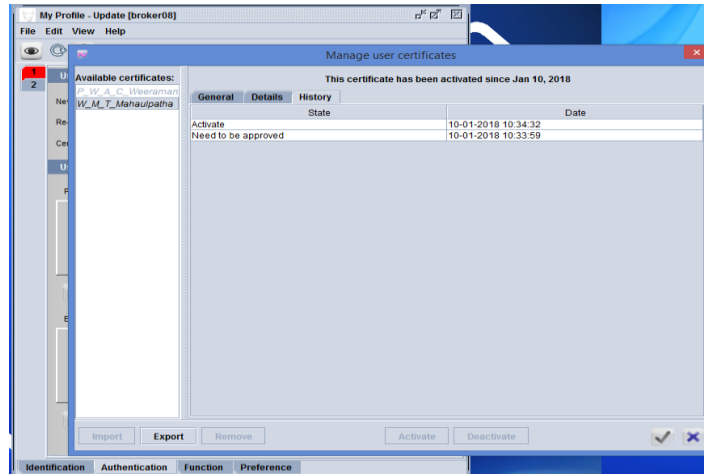 My Profile - Update [broker08]
File Edit View Help
Manage user certificates
1
2
Available certificates:
P_W_A_C_Weeraman
W_M_T_Mahaulpatha
This certificate has been activated since Jan 10, 2018
General Details History
State Date
Activate 10-01-2018 10:34:32
Need to be approved 10-01-2018 10:33:59
Import Export Remove Activate Deactivate
Identification Authentication Function Preference